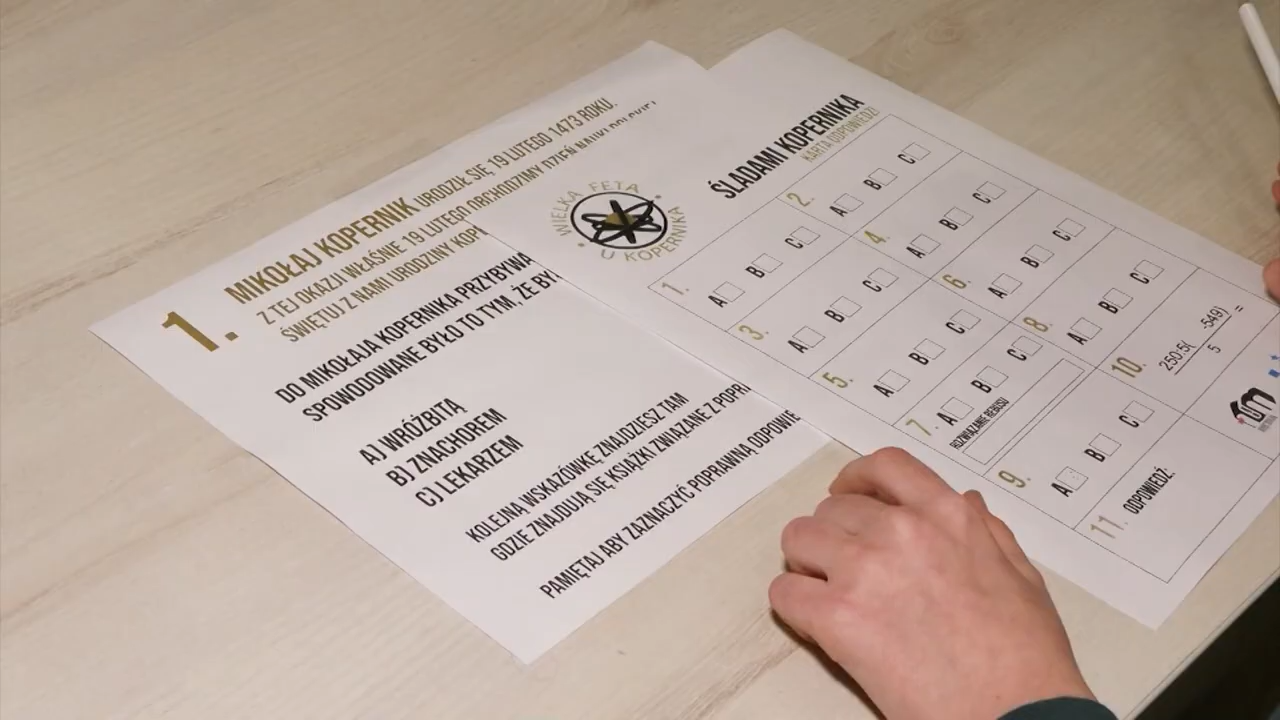 1.
MIKOŁAJ KOPERNIK URODZIŁ SIĘ 19 LUTEGO 1473 ROKU.
Z TEJ OKAZJI WŁAŚNIE 19 LUTEGO OBCHODZIMY DZIEŃ NAUKI POLSKIEJ
ŚWIĘTUJ Z NAMI URODZINY
DO MIKOŁAJA KOPERNIKA PRZYBYWA
SPOWODOWANE BYŁO TO TYM, ŻE BY
A) WRÓŻBITĄ
B) ZNACHOREM
C) LEKARZEM
KOLEJNĄ WSKAZÓWKĘ ZNAJDZIESZ TAM
GDZIE ZNAJDUJĄ SIĘ KSIĄŻKI ZWIĄZANE Z
PAMIĘTAJ ABY ZAZNACZYĆ POPRAWNĄ
WIELKA FETA
U KOPERNIKA
ŚLADAMI KOPERNIKA
KARTA ODPOWIEDZI
1. A B C
2. A B C
3. A B C
4. A B C
5. A B C
6. A B C
7. A B C
ROZWIĄZANIE REBUSU
8. A B C
9. A B C
10.
11. ODPOWIEDŹ: